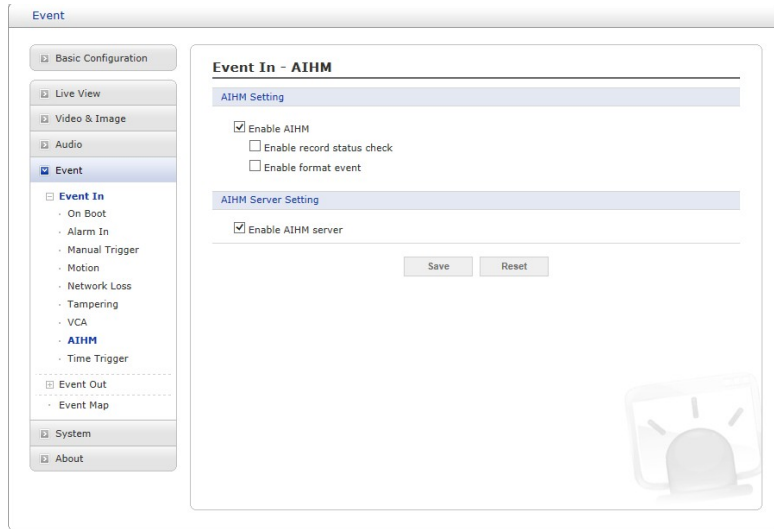 Event
Basic Configuration
Live View
Video & Image
Audio
Event
Event In
On Boot
Alarm In
Manual Trigger
Motion
Network Loss
Tampering
VCA
AIHM
Time Trigger
Event Out
Event Map
System
About
Event In - AIHM
AIHM Setting
Enable AIHM
Enable record status check
Enable format event
AIHM Server Setting
Enable AIHM server
Save Reset